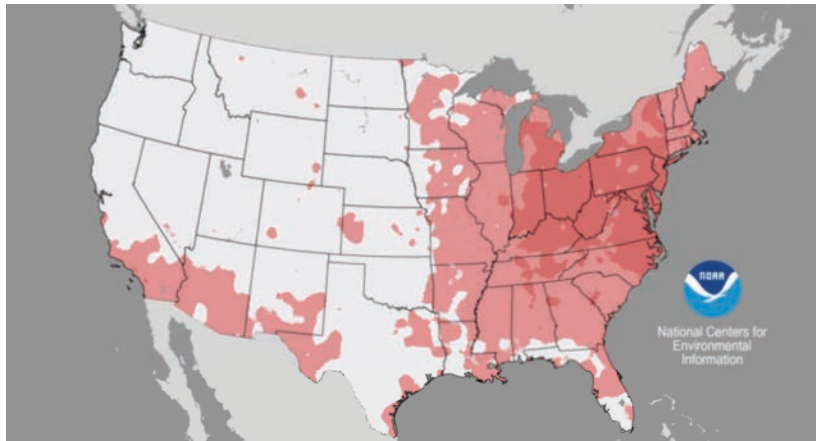 NOAA
National Centers for
Environmental
Information